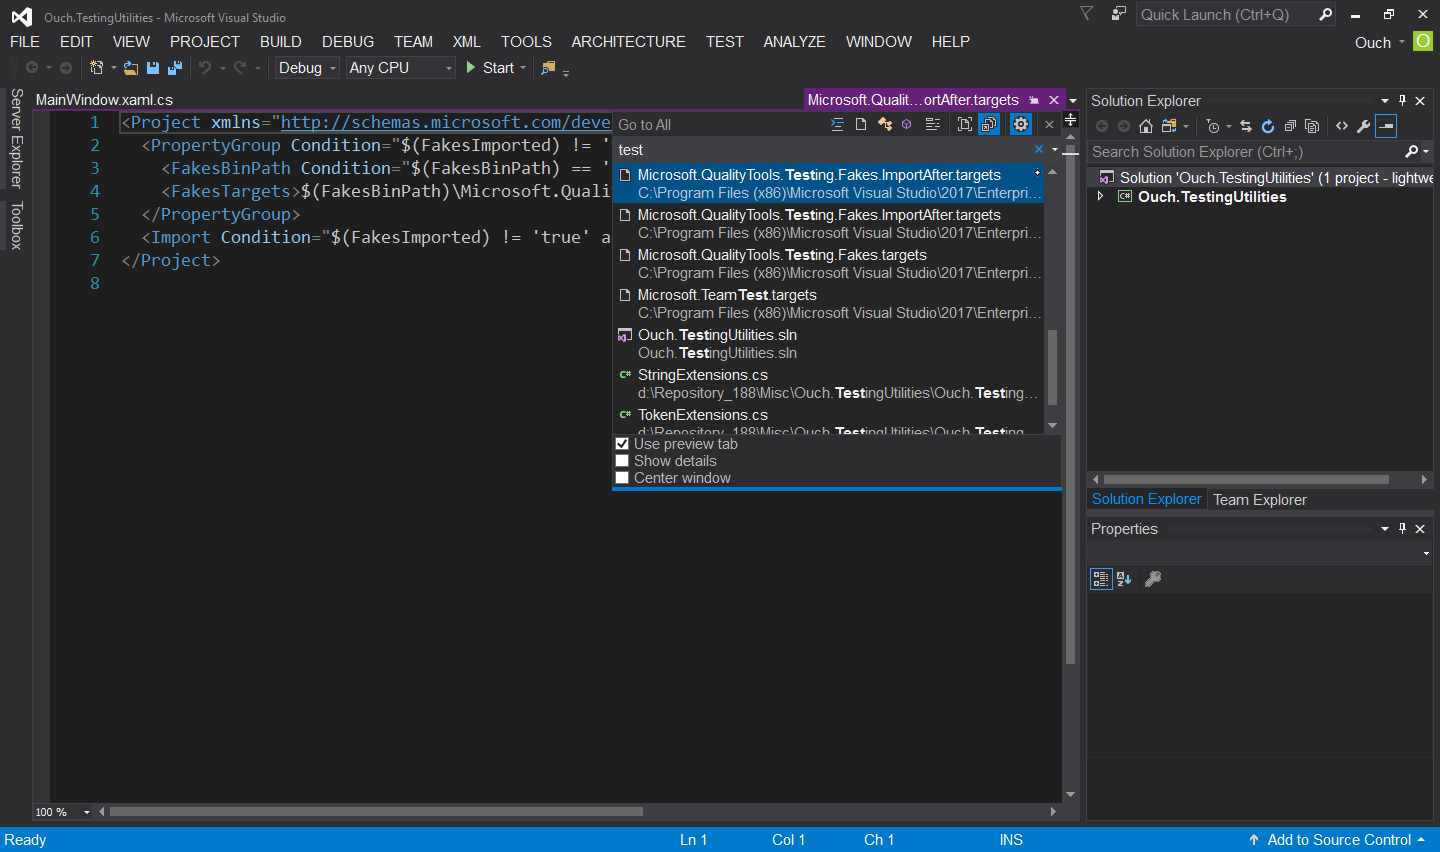 Ouch.TestingUtilities - Microsoft Visual Studio
Quick Launch (Ctrl+Q)
FILE EDIT VIEW PROJECT BUILD DEBUG TEAM XML TOOLS ARCHITECTURE TEST ANALYZE WINDOW HELP
Ouch O
Debug Any CPU Start
Server Explorer
Toolbox
MainWindow.xaml.cs
Microsoft.Qualit...ortAfter.targets
1 <Project xmlns="http://schemas.microsoft.com/deve
2 <PropertyGroup Condition="$(FakesImported) != '
3 <FakesBinPath Condition="$(FakesBinPath) == '
4 <FakesTargets>$(FakesBinPath)\Microsoft.Quali
5 </PropertyGroup>
6 <Import Condition="$(FakesImported) != 'true' a
7 </Project>
8
Go to All
test
Microsoft.QualityTools.Testing.Fakes.ImportAfter.targets
C:\Program Files (x86)\Microsoft Visual Studio\2017\Enterpri...
Microsoft.QualityTools.Testing.Fakes.ImportAfter.targets
C:\Program Files (x86)\Microsoft Visual Studio\2017\Enterpri...
Microsoft.QualityTools.Testing.Fakes.targets
C:\Program Files (x86)\Microsoft Visual Studio\2017\Enterpri...
Microsoft.TeamTest.targets
C:\Program Files (x86)\Microsoft Visual Studio\2017\Enterpri...
Ouch.TestingUtilities.sln
Ouch.TestingUtilities.sln
C# StringExtensions.cs
d:\Repository_188\Misc\Ouch.TestingUtilities\Ouch.Testing...
C# TokenExtensions.cs
d:\Repository_188\Misc\Ouch.TestingUtilities\Ouch.Testing...
Use preview tab
Show details
Center window
Solution Explorer
Search Solution Explorer (Ctrl+;)
Solution 'Ouch.TestingUtilities' (1 project - lightwe
C# Ouch.TestingUtilities
Solution Explorer Team Explorer
Properties
100 %
Ready
Ln 1 Col 1 Ch 1 INS
Add to Source Control